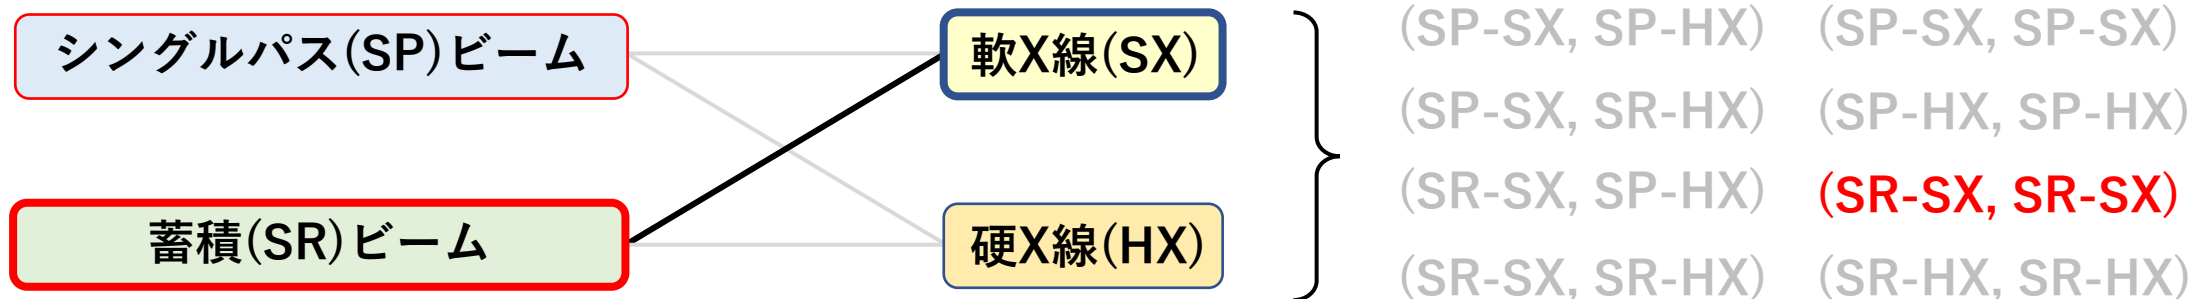 シングルパス(SP)ビーム
蓄積(SR)ビーム
軟X線(SX)
硬X線(HX)
(SP-SX, SP-HX)
(SP-SX, SR-HX)
(SR-SX, SP-HX)
(SR-SX, SR-HX)
(SP-SX, SP-SX)
(SP-HX, SP-HX)
(SR-SX, SR-SX)
(SR-HX, SR-HX)